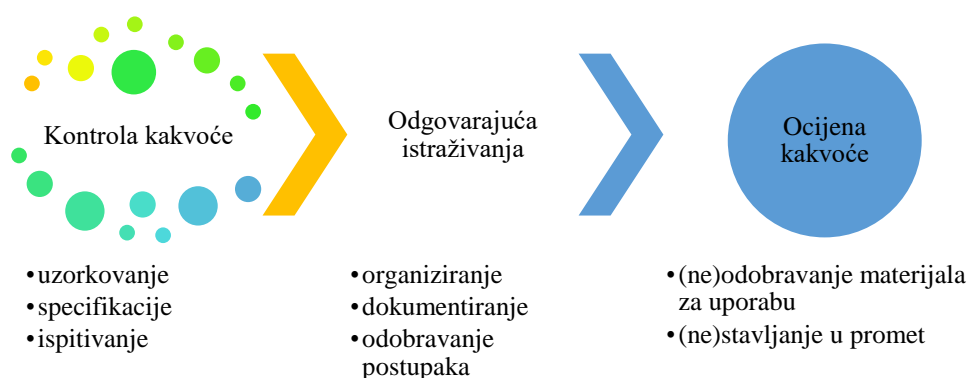 Kontrola kakvoće
Odgovarajuća
istraživanja
Ocijena
kakvoće
•uzorkovanje
•specifikacije
•ispitivanje
•organiziranje
•dokumentiranje
•odobravanje
postupaka
•(ne)odobravanje materijala
za uporabu
•(ne)stavljanje u promet